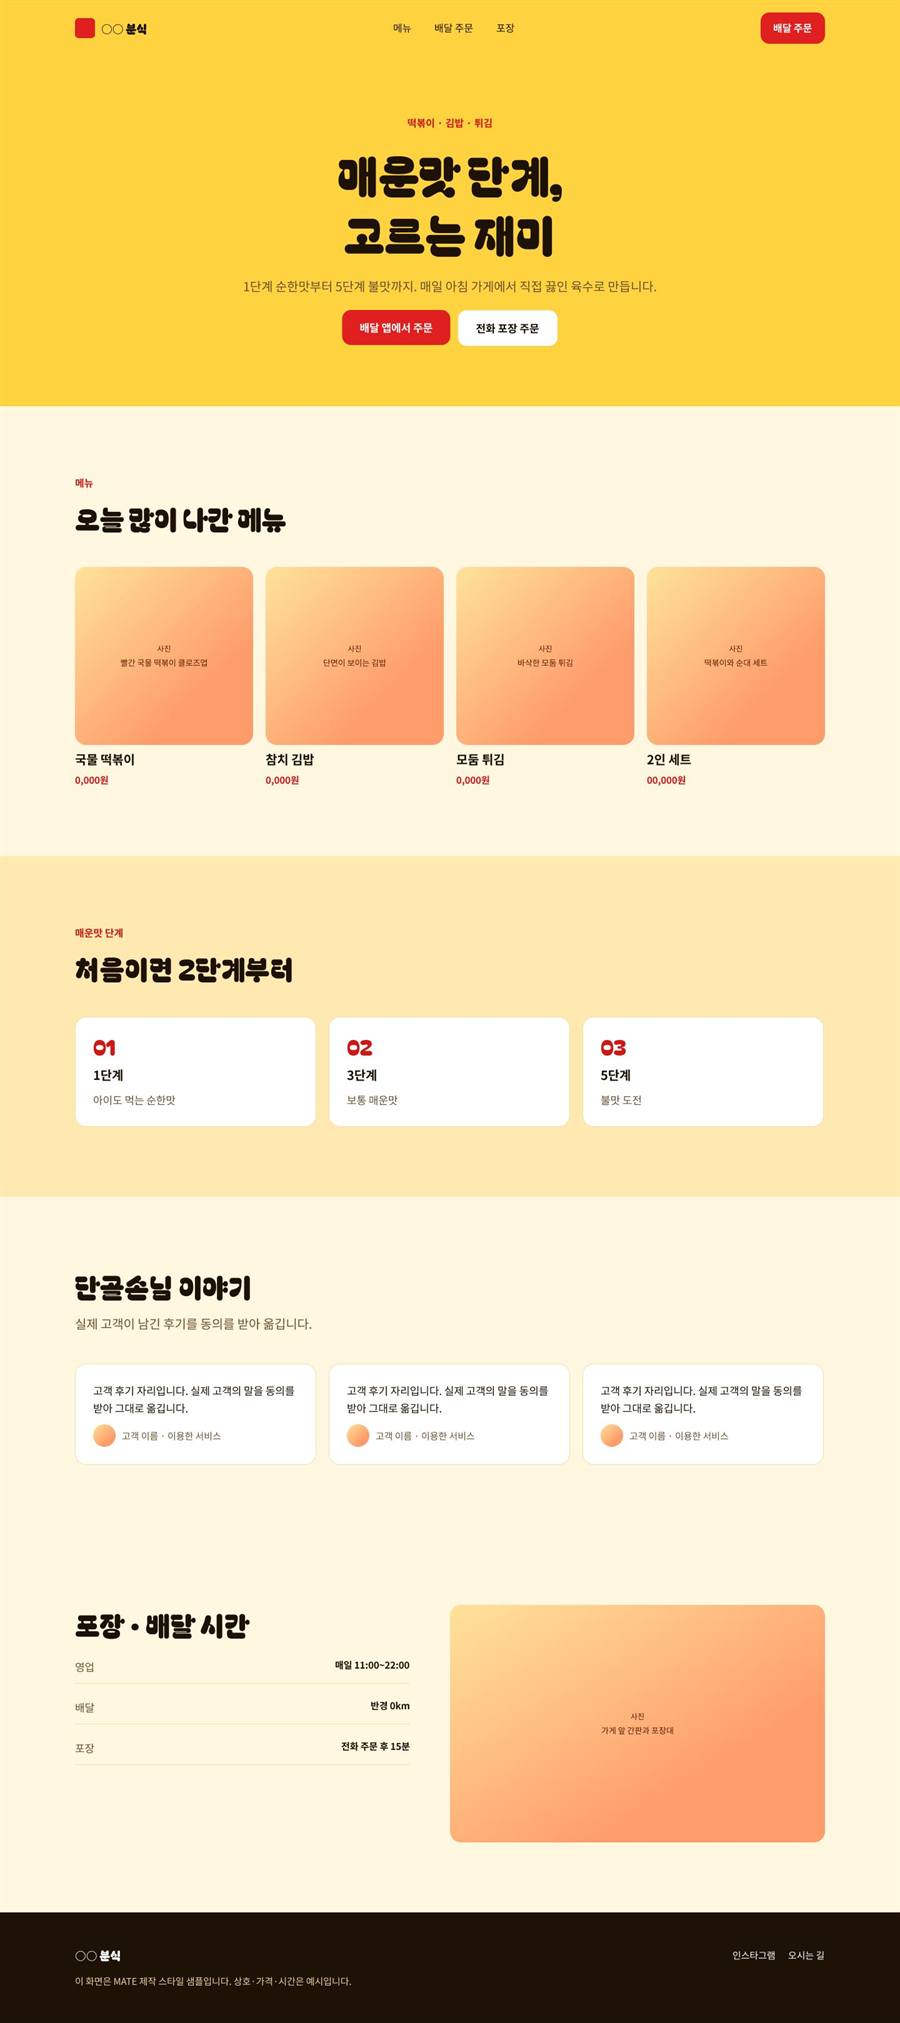 ○○ 분식
메뉴 배달 주문 포장
배달 주문
떡볶이 · 김밥 · 튀김
매운맛 단계,
고르는 재미
1단계 순한맛부터 5단계 불맛까지. 매일 아침 가게에서 직접 끓인 육수로 만듭니다.
배달 앱에서 주문
전화 포장 주문
메뉴
오늘 많이 나간 메뉴
사진
빨간 국물 떡볶이 클로즈업
사진
단면이 보이는 김밥
사진
바삭한 모둠 튀김
사진
떡볶이와 순대 세트
국물 떡볶이
0,000원
참치 김밥
0,000원
모둠 튀김
0,000원
2인 세트
00,000원
매운맛 단계
처음이면 2단계부터
01
1단계
아이도 먹는 순한맛
02
3단계
보통 매운맛
03
5단계
불맛 도전
단골손님 이야기
실제 고객이 남긴 후기를 동의를 받아 옮깁니다.
고객 후기 자리입니다. 실제 고객의 말을 동의를
받아 그대로 옮깁니다.
고객 이름 · 이용한 서비스
고객 후기 자리입니다. 실제 고객의 말을 동의를
받아 그대로 옮깁니다.
고객 이름 · 이용한 서비스
고객 후기 자리입니다. 실제 고객의 말을 동의를
받아 그대로 옮깁니다.
고객 이름 · 이용한 서비스
포장 · 배달 시간
영업 매일 11:00~22:00
배달 반경 0km
포장 전화 주문 후 15분
사진
가게 앞 간판과 포장대
○○ 분식
인스타그램 오시는 길
이 화면은 MATE 제작 스타일 샘플입니다. 상호·가격·시간은 예시입니다.